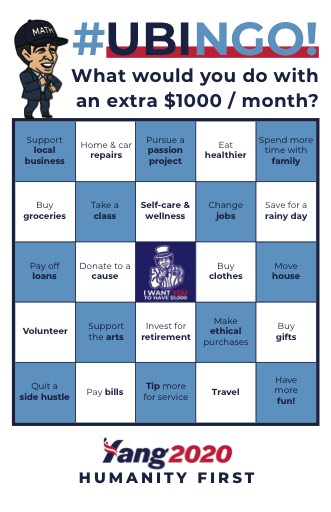 MATH
#UBINGO!
What would you do with
an extra $1000 / month?
Support
local
business
Home & car
repairs
Pursue a
passion
project
Eat
healthier
Spend more
time with
family
Buy
groceries
Take a
class
Self-care &
wellness
Change
jobs
Save for a
rainy day
Pay off
loans
Donate to a
cause
I WANT YOU
TO HAVE $1,000
Buy
clothes
Move
house
Volunteer
Support
the arts
Invest for
retirement
Make
ethical
purchases
Buy
gifts
Quit a
side hustle
Pay bills
Tip more
for service
Travel
Have
more
fun!
Yang2020
HUMANITY FIRST